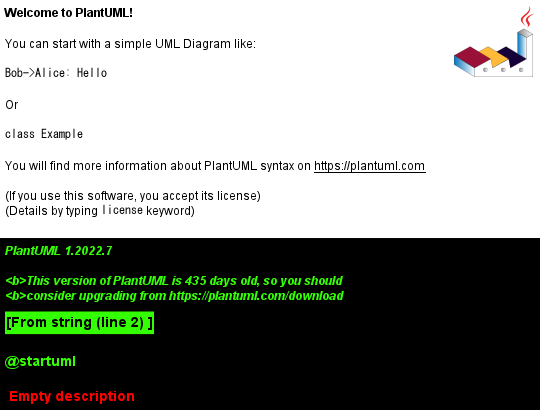 Welcome to PlantUML!
You can start with a simple UML Diagram like:
Bob->Alice: Hello
Or
class Example
You will find more information about PlantUML syntax on https://plantuml.com
(If you use this software, you accept its license)
(Details by typing license keyword)
PlantUML 1.2022.7
<b>This version of PlantUML is 435 days old, so you should
<b>consider upgrading from https://plantuml.com/download
[From string (line 2) ]
@startuml
Empty description